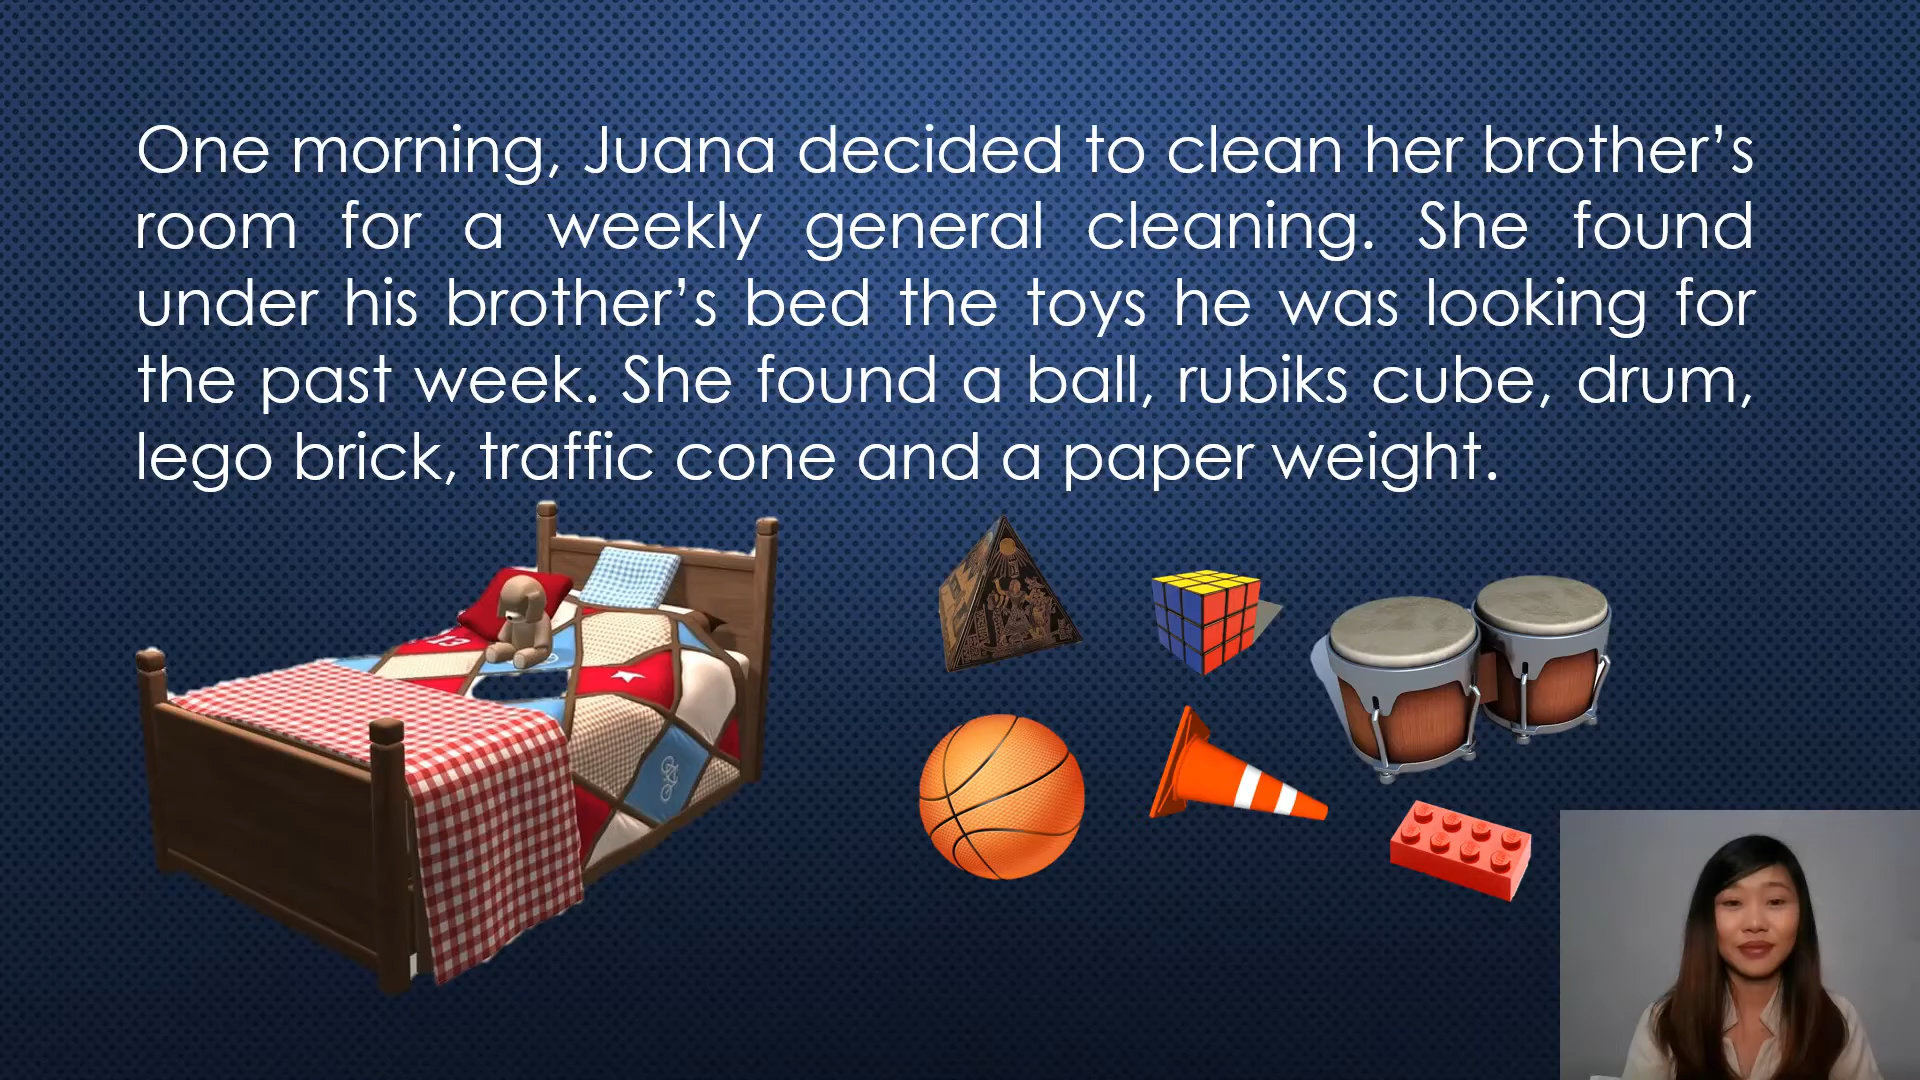 One morning, Juana decided to clean her brother’s
room for a weekly general cleaning. She found
under his brother’s bed the toys he was looking for
the past week. She found a ball, rubiks cube, drum,
lego brick, traffic cone and a paper weight.
13